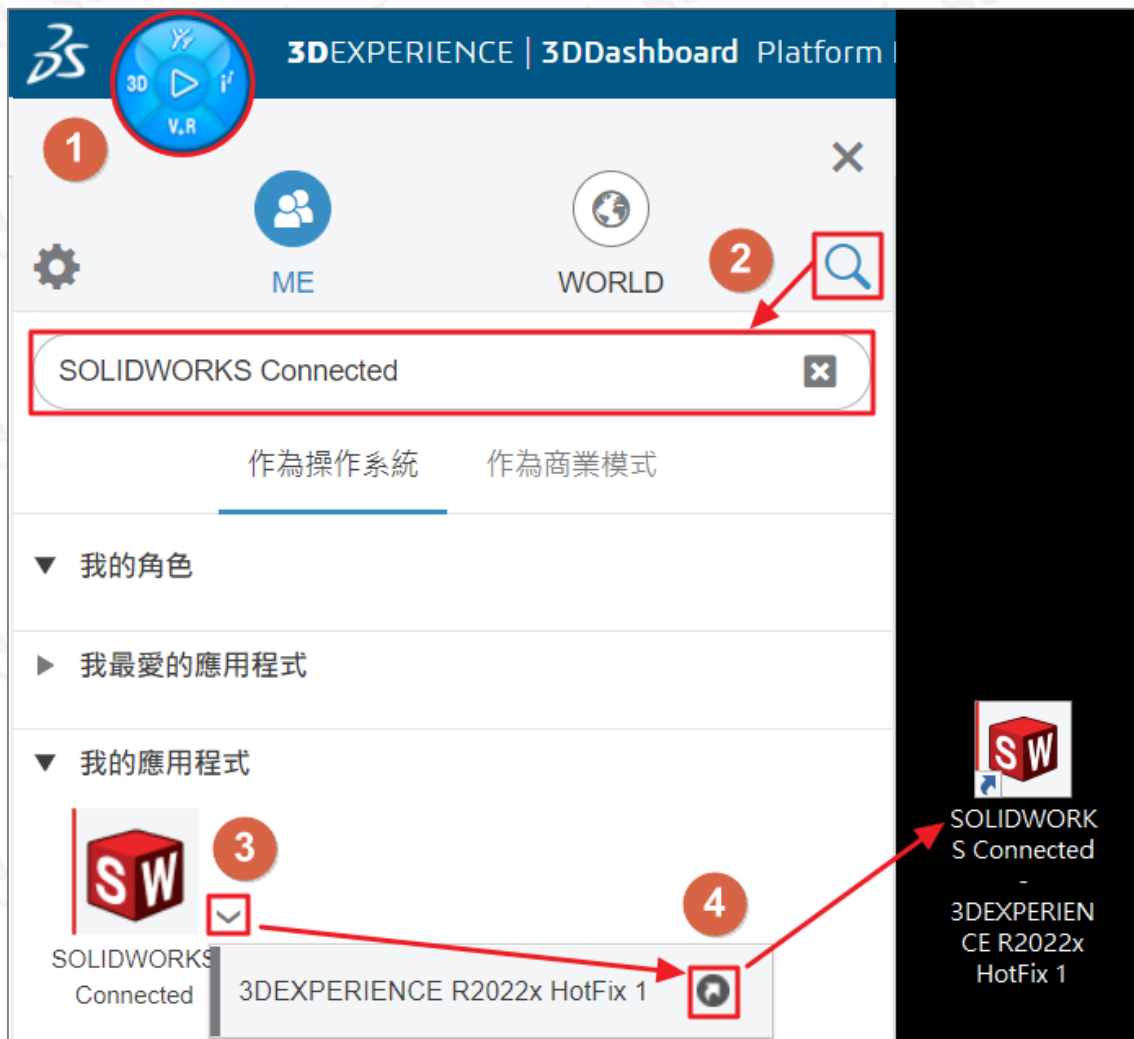 3DEXPERIENCE | 3DDashboard Platform
3D
i
V.R
1
ME
WORLD
2
SOLIDWORKS Connected
作為操作系統
作為商業模式
我的角色
我最愛的應用程式
我的應用程式
SW
3
SOLIDWORKS
Connected
3DEXPERIENCE R2022x HotFix 1
4
SW
SOLIDWORK
S Connected
-
3DEXPERIEN
CE R2022x
HotFix 1